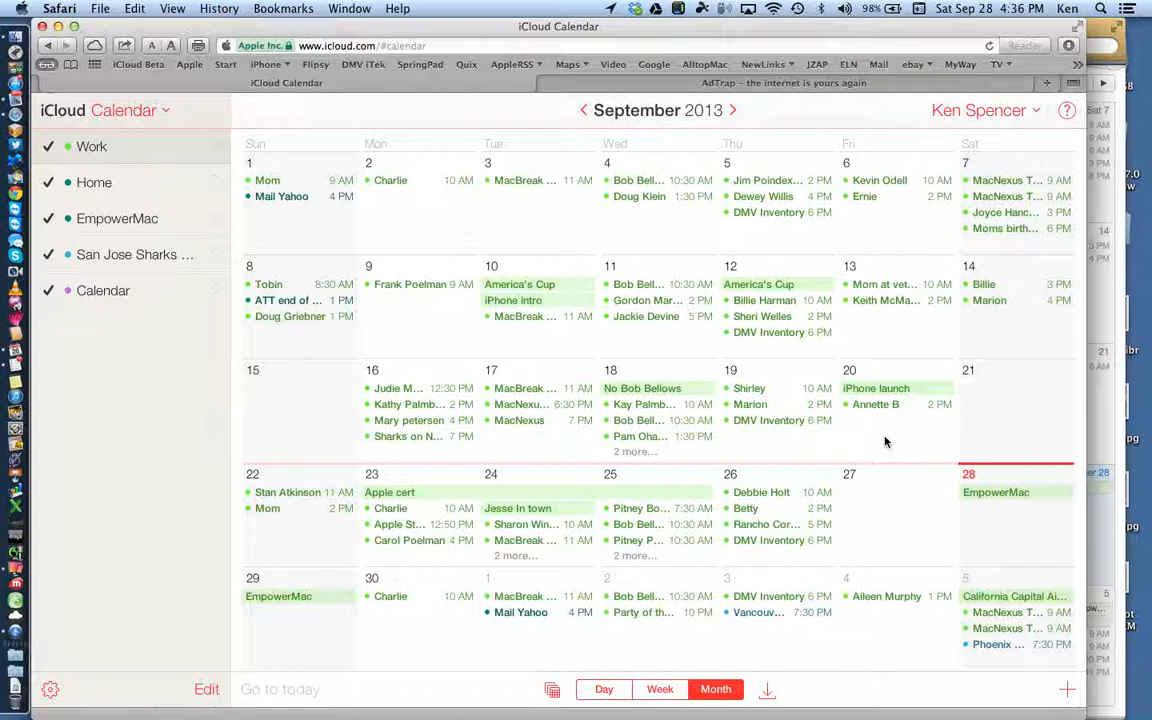 Safari File Edit View History Bookmarks Window Help 98% Sat Sep 28 4:36 PM Ken
iCloud Calendar
A A Apple Inc. www.icloud.com/#calendar Reader
iCloud Beta Apple Start iPhone Flipsy DMV iTek SpringPad Quix AppleRSS Maps Video Google AlltopMac NewLinks JZAP ELN Mail ebay MyWay TV
iCloud Calendar AdTrap – the internet is yours again
iCloud Calendar
September 2013
Ken Spencer ?
Work
Home
EmpowerMac
San Jose Sharks ...
Calendar
Sun Mon Tue Wed Thu Fri Sat
1
Mom 9 AM
Mail Yahoo 4 PM
2
Charlie 10 AM
3
MacBreak ... 11 AM
4
Bob Bell... 10:30 AM
Doug Klein 1:30 PM
5
Jim Poindex... 2 PM
Dewey Willis 4 PM
DMV Inventory 6 PM
6
Kevin Odell 10 AM
Ernie 2 PM
7
MacNexus T... 9 AM
MacNexus T... 9 AM
Joyce Hanc... 3 PM
Moms birth... 6 PM
8
Tobin 8:30 AM
ATT end of ... 1 PM
Doug Griebner 1 PM
9
Frank Poelman 9 AM
10
America's Cup
iPhone intro
MacBreak ... 11 AM
11
Bob Bell... 10:30 AM
Gordon Mar... 2 PM
Jackie Devine 5 PM
12
America's Cup
Billie Harman 10 AM
Sheri Welles 2 PM
DMV Inventory 6 PM
13
Mom at vet... 10 AM
Keith McMa... 2 PM
14
Billie 3 PM
Marion 4 PM
15
16
Judie M... 12:30 PM
Kathy Palmb... 2 PM
Mary petersen 4 PM
Sharks on N... 7 PM
17
MacBreak ... 11 AM
MacNexu... 6:30 PM
MacNexus 7 PM
18
No Bob Bellows
Kay Palmb... 10 AM
Bob Bell... 10:30 AM
Pam Oha... 1:30 PM
2 more...
19
Shirley 10 AM
Marion 2 PM
DMV Inventory 6 PM
20
iPhone launch
Annette B 2 PM
21
22
Stan Atkinson 11 AM
Mom 2 PM
23
Apple cert
Charlie 10 AM
Apple St... 12:50 PM
Carol Poelman 4 PM
24
Jesse In town
Sharon Win... 10 AM
MacBreak ... 11 AM
2 more...
25
Pitney Bo... 7:30 AM
Bob Bell... 10:30 AM
Pitney P... 10:30 AM
2 more...
26
Debbie Holt 10 AM
Betty 2 PM
Rancho Cor... 5 PM
DMV Inventory 6 PM
27
28
EmpowerMac
29
EmpowerMac
30
Charlie 10 AM
1
MacBreak ... 11 AM
Mail Yahoo 4 PM
2
Bob Bell... 10:30 AM
Party of th... 10 PM
3
DMV Inventory 6 PM
Vancouv... 7:30 PM
4
Aileen Murphy 1 PM
5
California Capital Ai...
MacNexus T... 9 AM
MacNexus T... 9 AM
Phoenix ... 7:30 PM
Edit
Go to today
Day Week Month
Sat 7
14
21
5